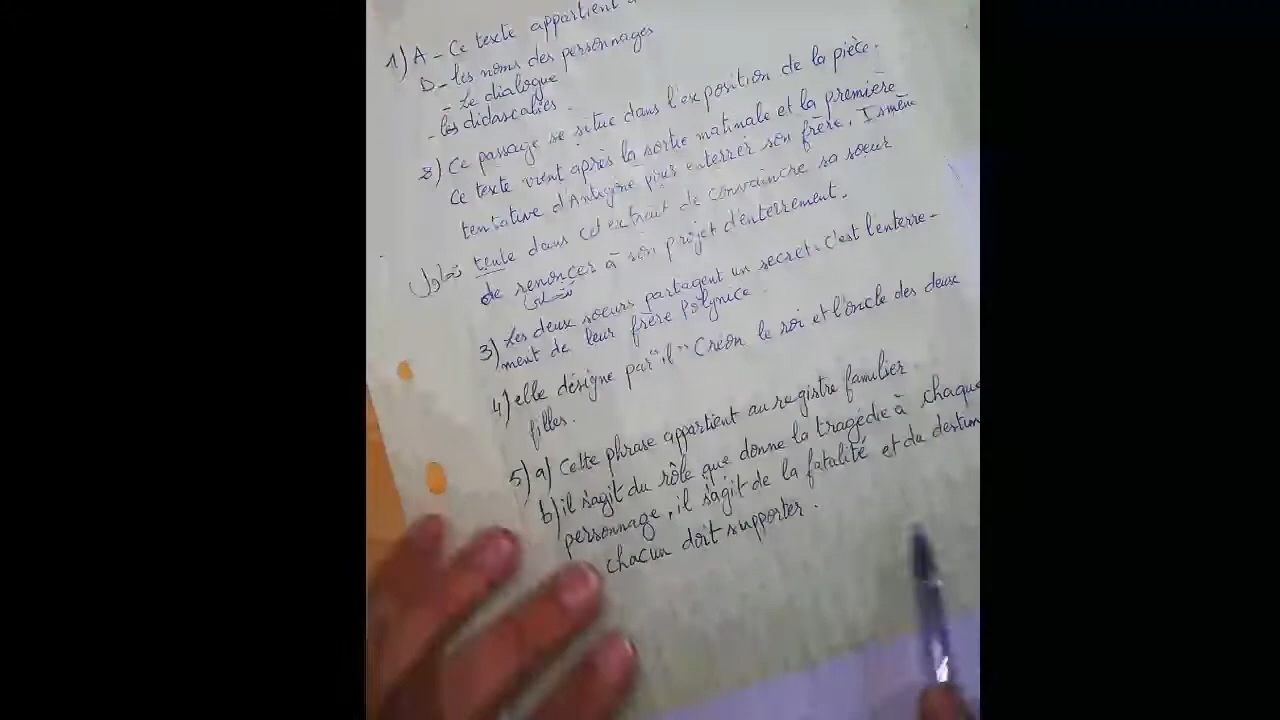 1) A - Ce texte appartient
D - les noms des personnages
- Le dialogue
- les didascalies.
2) Ce passage se situe dans l'exposition de la pièce.
Ce texte vient après la sortie matinale et la première
tentative d'Antigone pour enterrer son frère. Ismène
تحاول tente dans cet extrait de convaincre sa soeur
de renoncer à son projet d'enterrement.
3) Les deux soeurs partagent un secret. C'est l'enterre-
ment de leur frère Polynice.
4) elle désigne par "il" Créon le roi et l'oncle des deux
filles.
5) a) Cette phrase appartient au registre familier.
b) il s'agit du rôle que donne la tragédie à chaque
personnage, il s'agit de la fatalité et du destin
chacun doit supporter.